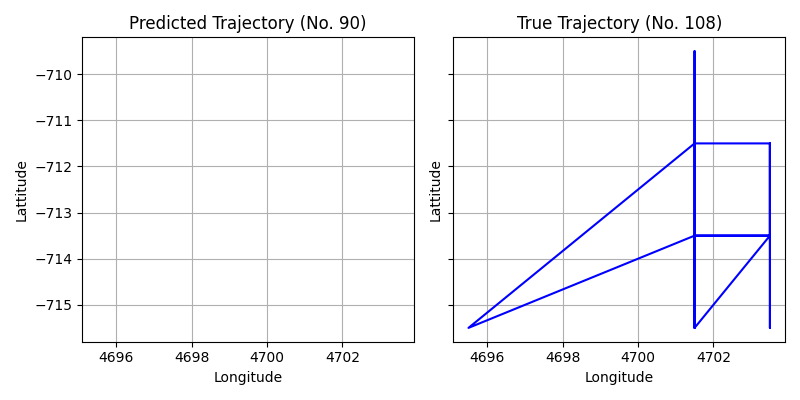 Predicted Trajectory (No. 90)
True Trajectory (No. 108)
−710
−711
−712
−713
−714
−715
Lattitude
Lattitude
4696
4698
4700
4702
4696
4698
4700
4702
Longitude
Longitude